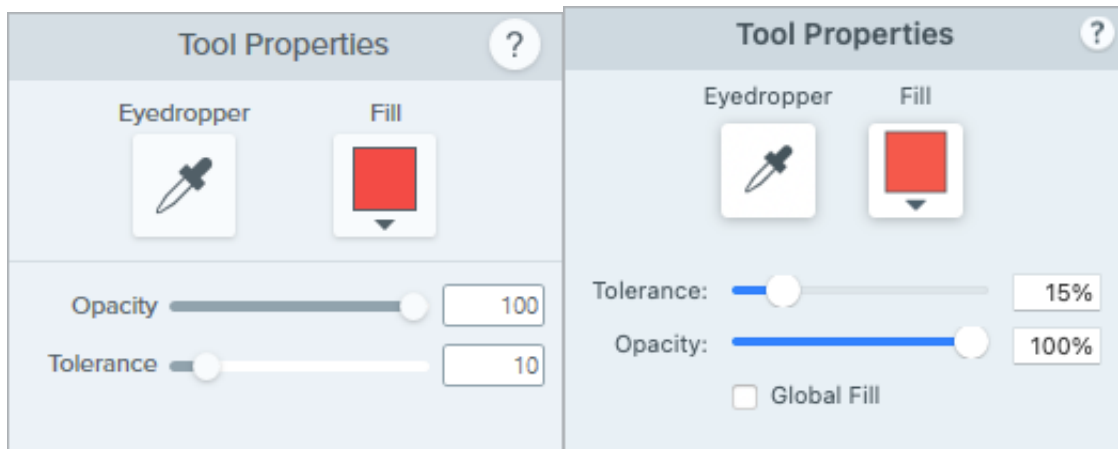 Tool Properties ?
Eyedropper Fill
Opacity 100
Tolerance 10
Tool Properties ?
Eyedropper Fill
Tolerance: 15%
Opacity: 100%
Global Fill